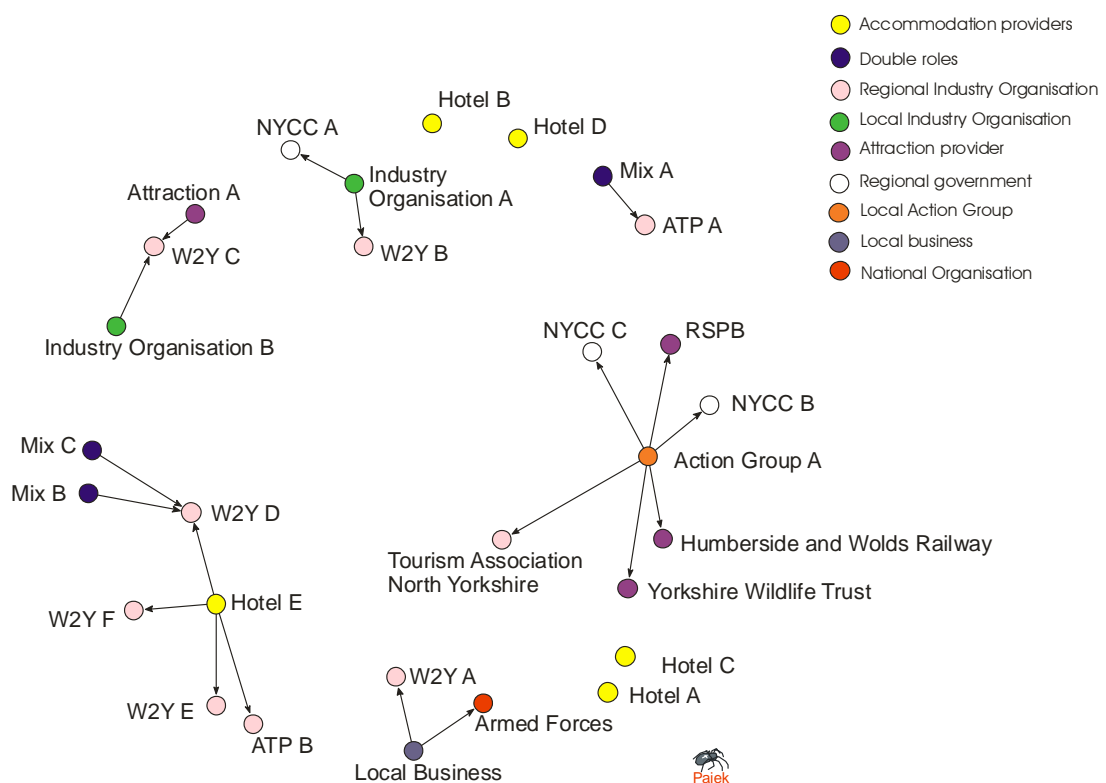 Accommodation providers
Double roles
Regional Industry Organisation
Local Industry Organisation
Attraction provider
Regional government
Local Action Group
Local business
National Organisation
Hotel B
NYCC A
Hotel D
Industry
Organisation A
Mix A
Attraction A
ATP A
W2Y C
W2Y B
NYCC C
RSPB
Industry Organisation B
NYCC B
Mix C
Action Group A
Mix B
W2Y D
Humberside and Wolds Railway
Tourism Association
North Yorkshire
Yorkshire Wildlife Trust
Hotel E
W2Y F
Hotel C
W2Y A
Hotel A
W2Y E
Armed Forces
ATP B
Local Business
Pajek